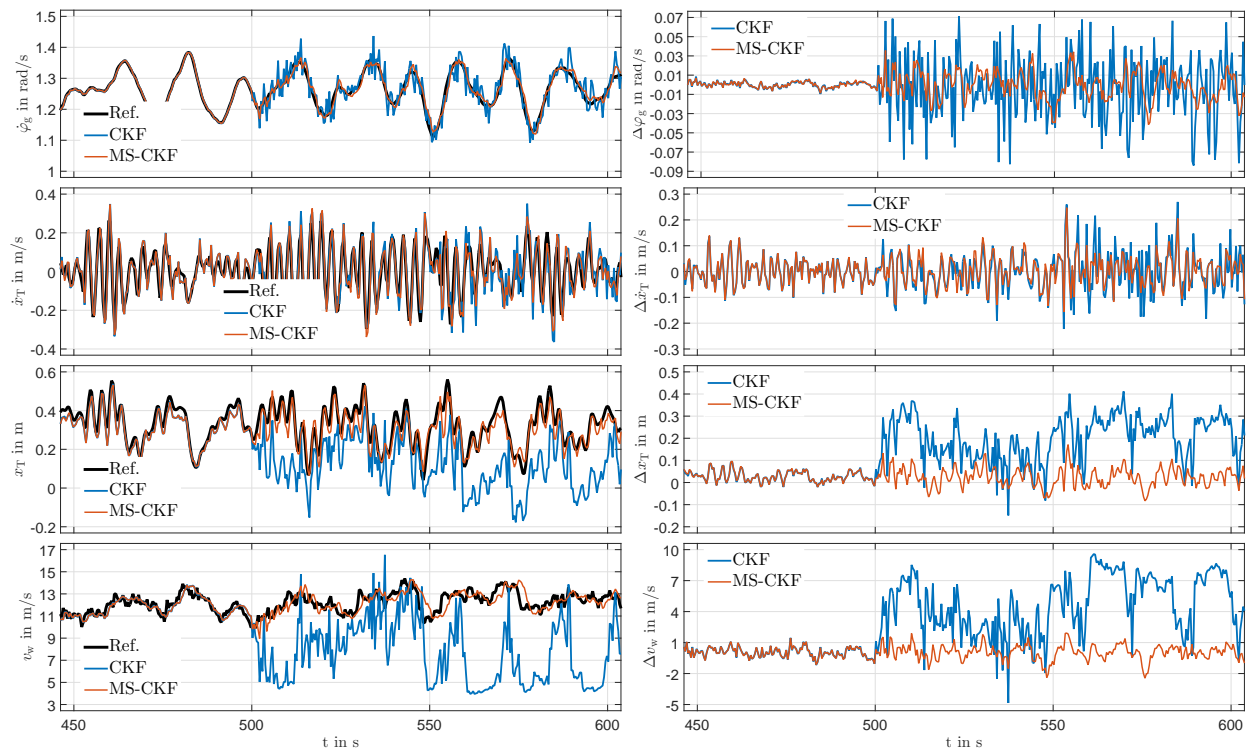 1.5
1.4
1.3
1.2
1.1
1
φ̇g in rad/s
Ref.
CKF
MS-CKF
0.07
0.05
0.03
0.01
-0.01
-0.03
-0.05
-0.07
-0.09
Δφ̇g in rad/s
CKF
MS-CKF
450
500
550
600
0.4
0.2
0
-0.2
-0.4
ẋT in m/s
Ref.
CKF
MS-CKF
0.3
0.2
0.1
0
-0.1
-0.2
-0.3
ΔẋT in m/s
CKF
MS-CKF
0.6
0.4
0.2
0
-0.2
xT in m
Ref.
CKF
MS-CKF
0.5
0.4
0.3
0.2
0.1
0
-0.1
-0.2
ΔxT in m
CKF
MS-CKF
17
15
13
11
9
7
5
3
vw in m/s
Ref.
CKF
MS-CKF
450
500
550
600
t in s
10
7
4
1
-2
-5
Δvw in m/s
CKF
MS-CKF
450
500
550
600
t in s